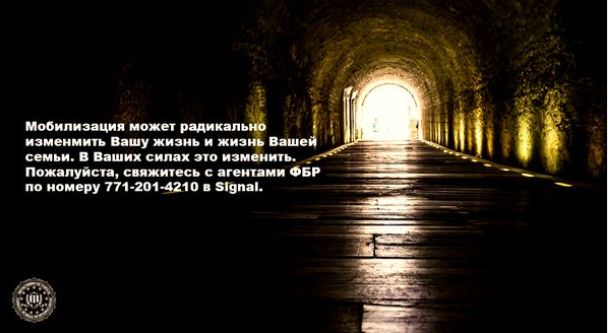 Мобилизация может радикально
изменмить Вашу жизнь и жизнь Вашей
семьи. В Ваших силах это изменить.
Пожалуйста, свяжитесь с агентами ФБР
по номеру 771-201-4210 в Signal.